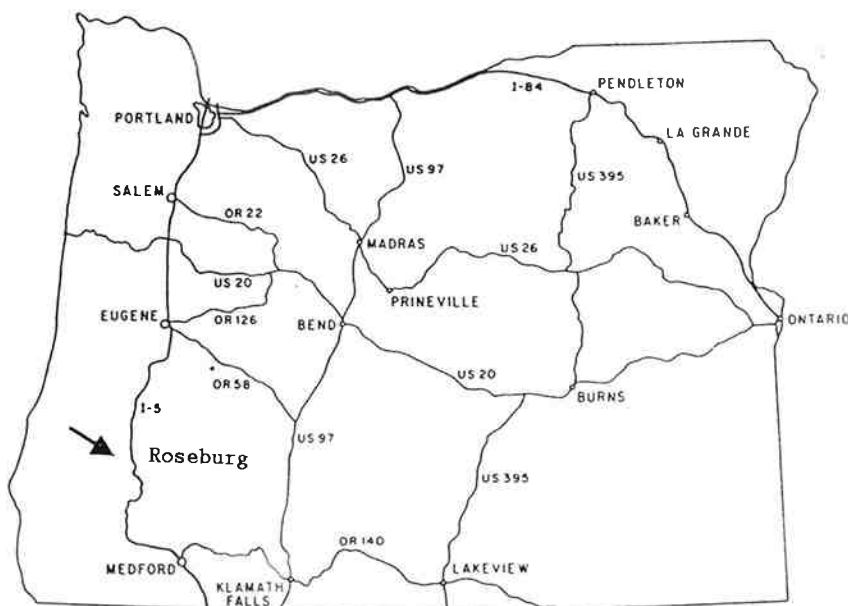 I-84
PENDLETON
PORTLAND
LA GRANDE
US 26
US 97
US 395
SALEM
OR 22
BAKER
MADRAS
US 26
US 20
PRINEVILLE
EUGENE
OR 126
BEND
ONTARIO
OR 58
US 20
BURNS
I-5
US 97
Roseburg
US 395
OR 140
MEDFORD
KLAMATH
FALLS
LAKEVIEW